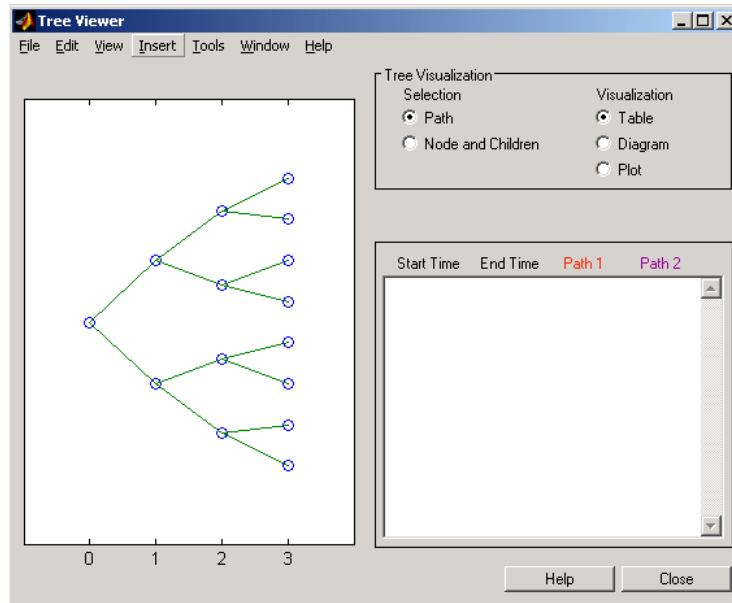 Tree Viewer
File Edit View Insert Tools Window Help
Tree Visualization
Selection Visualization
Path Table
Node and Children Diagram
Plot
Start Time End Time Path 1 Path 2
0 1 2 3
Help Close